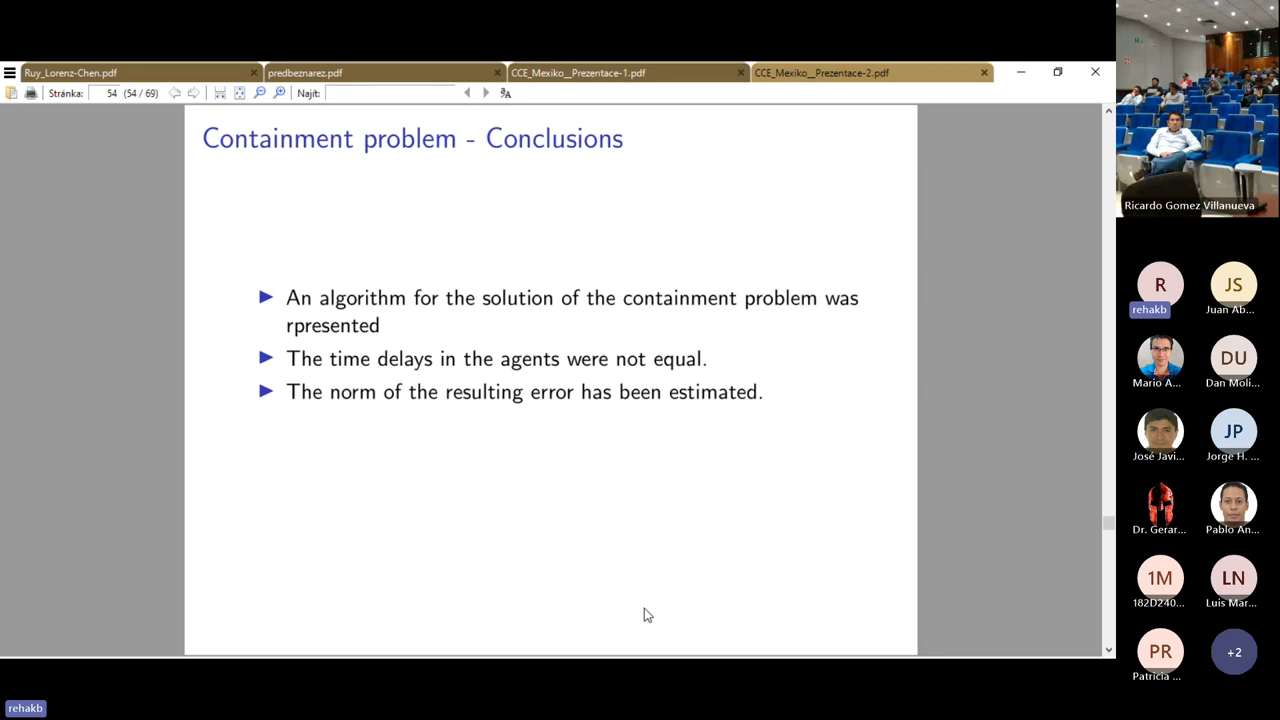 Ruy_Lorenz-Chen.pdf
predbeznarez.pdf
CCE_Mexiko__Prezentace-1.pdf
CCE_Mexiko__Prezentace-2.pdf
Stránka: 54 (54 / 69)
Najít:
Containment problem - Conclusions
An algorithm for the solution of the containment problem was
rpresented
The time delays in the agents were not equal.
The norm of the resulting error has been estimated.
Ricardo Gomez Villanueva
R
rehakb
JS
Juan Ab...
Mario A...
DU
Dan Moli...
José Javi...
JP
Jorge H. ...
Dr. Gerar...
Pablo An...
1M
182D240...
LN
Luis Mar...
PR
Patricia ...
+2
rehakb